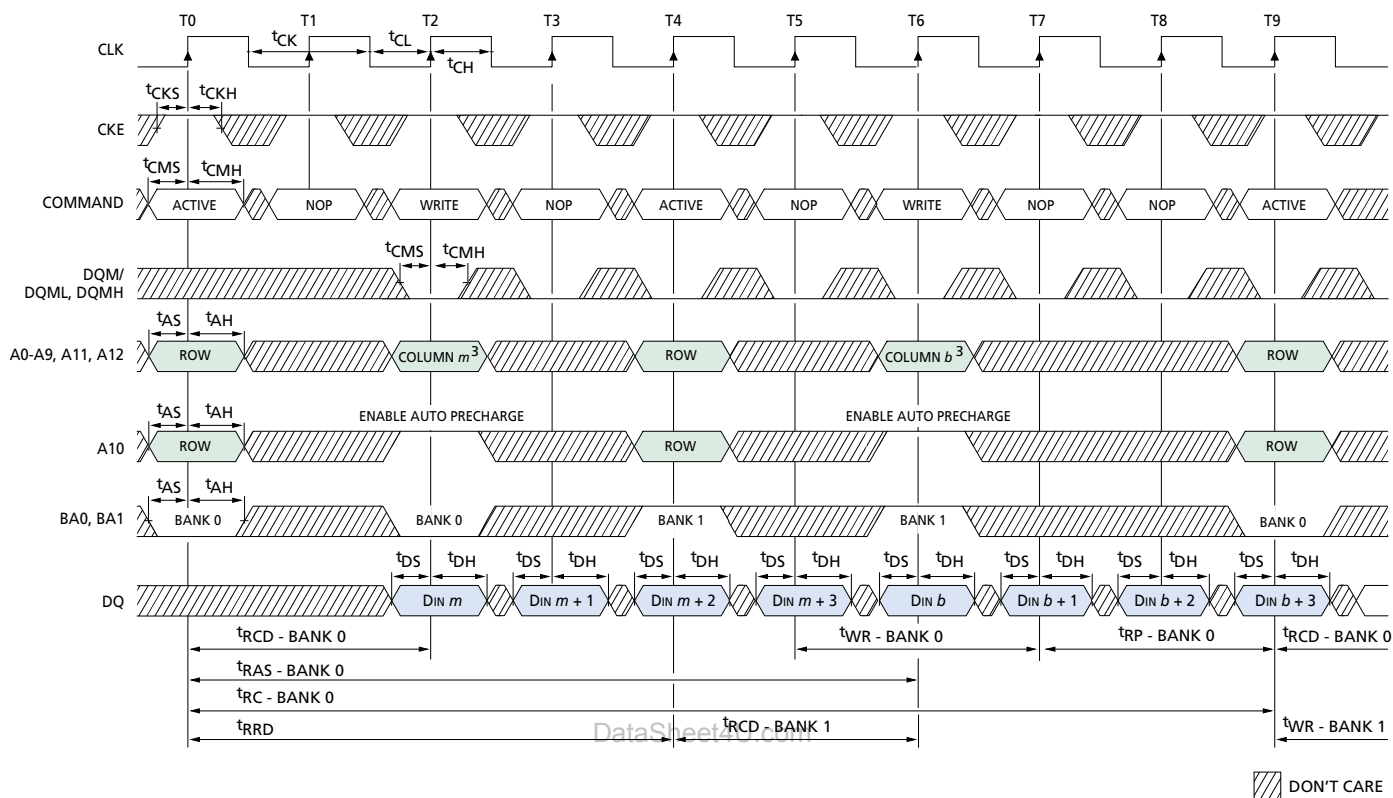 T0 T1 T2 T3 T4 T5 T6 T7 T8 T9
CLK
tCK tCL
tCH
tCKS tCKH
CKE
tCMS tCMH
COMMAND
ACTIVE NOP WRITE NOP ACTIVE NOP WRITE NOP NOP ACTIVE
tCMS tCMH
DQM/
DQML, DQMH
tAS tAH
A0-A9, A11, A12
ROW COLUMN m3 ROW COLUMN b3 ROW
tAS tAH
ENABLE AUTO PRECHARGE ENABLE AUTO PRECHARGE
A10
ROW ROW ROW
tAS tAH
BA0, BA1
BANK 0 BANK 0 BANK 1 BANK 1 BANK 0
tDS tDH tDS tDH tDS tDH tDS tDH tDS tDH tDS tDH tDS tDH tDS tDH
DQ
DIN m DIN m + 1 DIN m + 2 DIN m + 3 DIN b DIN b + 1 DIN b + 2 DIN b + 3
tRCD - BANK 0 tWR - BANK 0 tRP - BANK 0 tRCD - BANK 0
tRAS - BANK 0
tRC - BANK 0
tRRD tRCD - BANK 1 tWR - BANK 1
DataSheet4U.com
DON'T CARE